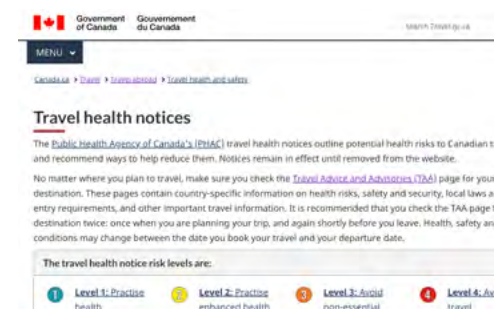 Government Gouvernement
of Canada du Canada
Search Travel.gc.ca
MENU
Canada.ca > Travel > Travel abroad > Travel health and safety
Travel health notices
The Public Health Agency of Canada's (PHAC) travel health notices outline potential health risks to Canadian t
and recommend ways to help reduce them. Notices remain in effect until removed from the website.
No matter where you plan to travel, make sure you check the Travel Advice and Advisories (TAA) page for your
destination. These pages contain country-specific information on health risks, safety and security, local laws a
entry requirements, and other important travel information. It is recommended that you check the TAA page
destination twice: once when you are planning your trip, and again shortly before you leave. Health, safety an
conditions may change between the date you book your travel and your departure date.
The travel health notice risk levels are:
1 Level 1: Practise 2 Level 2: Practise 3 Level 3: Avoid 4 Level 4: Av
health enhanced health non-essential travel